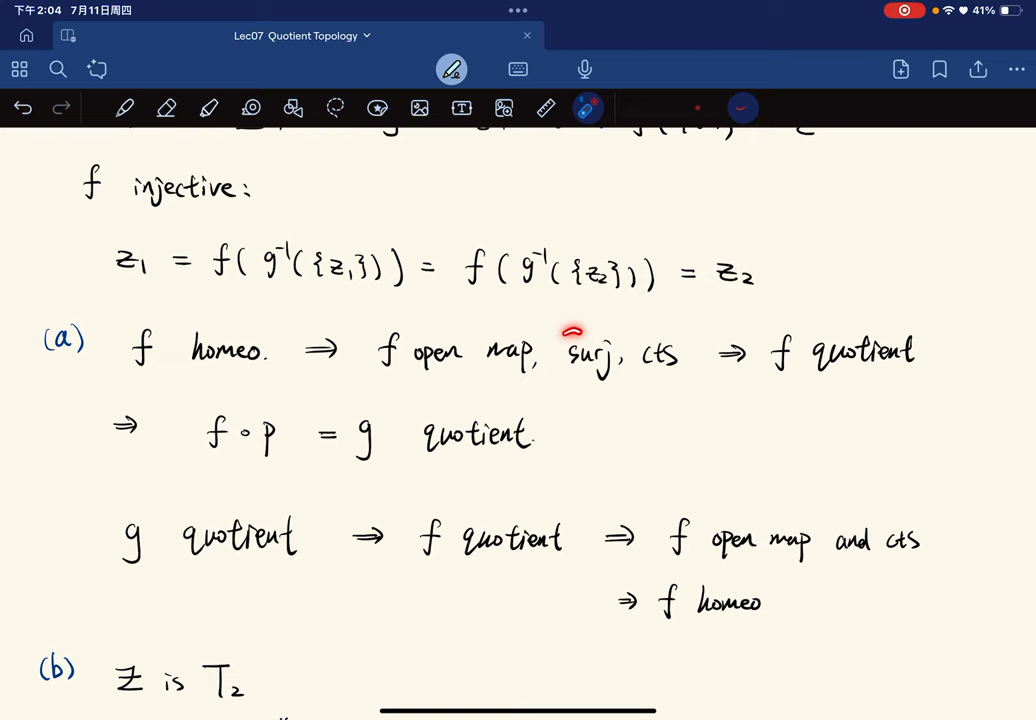 下午2:04 7月11日周四
41%
Lec07 Quotient Topology
f injective:
z₁ = f( g⁻¹({z₁})) = f( g⁻¹({z₂})) = z₂
(a) f homeo. ⇒ f open map, surj, cts ⇒ f quotient
⇒ f∘p = g quotient.
g quotient ⇒ f quotient ⇒ f open map and cts
⇒ f homeo
(b) Z is T₂